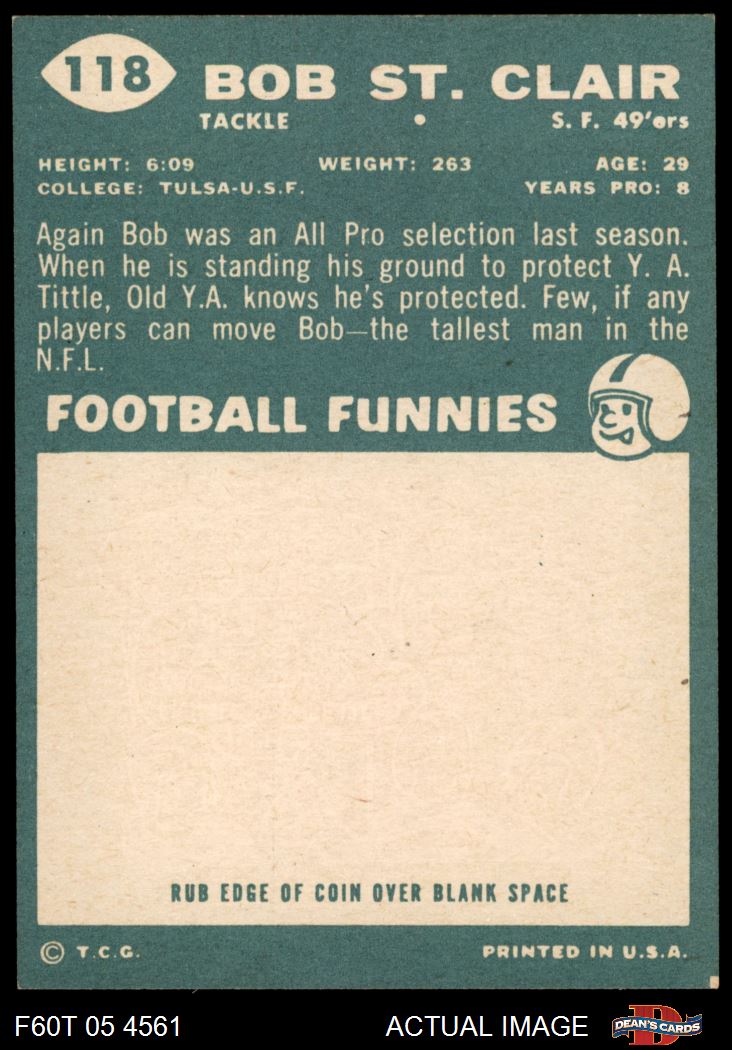 118
BOB ST. CLAIR
TACKLE • S. F. 49'ers
HEIGHT: 6:09 WEIGHT: 263 AGE: 29
COLLEGE: TULSA-U.S.F. YEARS PRO: 8
Again Bob was an All Pro selection last season.
When he is standing his ground to protect Y. A.
Tittle, Old Y.A. knows he's protected. Few, if any
players can move Bob—the tallest man in the
N.F.L.
FOOTBALL FUNNIES
RUB EDGE OF COIN OVER BLANK SPACE
© T.C.G. PRINTED IN U.S.A.
F60T 05 4561 ACTUAL IMAGE DEAN'S CARDS